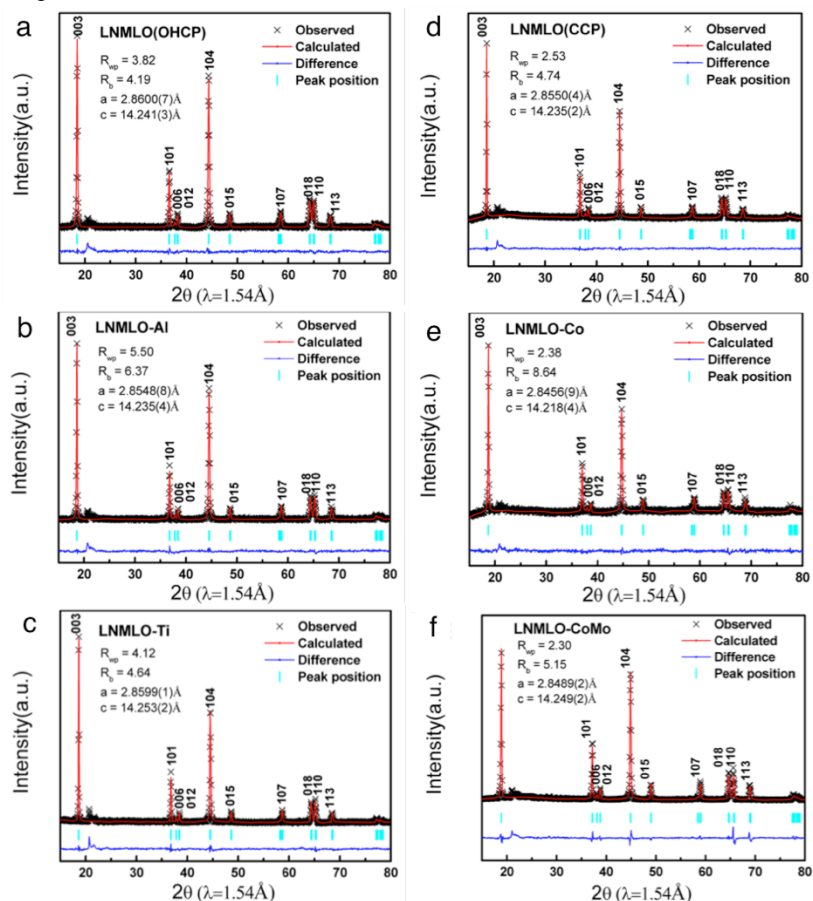 a
003
LNMLO(OHCP)
Rwp = 3.82
Rb = 4.19
a = 2.8600(7)Å
c = 14.241(3)Å
Observed
Calculated
Difference
Peak position
104
101
006
012
015
107
018
110
113
Intensity(a.u.)
20 30 40 50 60 70 80
2θ (λ=1.54Å)
d
003
LNMLO(CCP)
Rwp = 2.53
Rb = 4.74
a = 2.8550(4)Å
c = 14.235(2)Å
Observed
Calculated
Difference
Peak position
104
101
006
012
015
107
018
110
113
Intensity(a.u.)
20 30 40 50 60 70 80
2θ (λ=1.54Å)
b
003
LNMLO-Al
Rwp = 5.50
Rb = 6.37
a = 2.8548(8)Å
c = 14.235(4)Å
Observed
Calculated
Difference
Peak position
104
101
006
012
015
107
018
110
113
Intensity(a.u.)
20 30 40 50 60 70 80
2θ (λ=1.54Å)
e
003
LNMLO-Co
Rwp = 2.38
Rb = 8.64
a = 2.8456(9)Å
c = 14.218(4)Å
Observed
Calculated
Difference
Peak position
104
101
006
012
015
107
018
110
113
Intensity(a.u.)
20 30 40 50 60 70 80
2θ (λ=1.54Å)
c
003
LNMLO-Ti
Rwp = 4.12
Rb = 4.64
a = 2.8599(1)Å
c = 14.253(2)Å
Observed
Calculated
Difference
Peak position
104
101
006
012
015
107
018
110
113
Intensity(a.u.)
20 30 40 50 60 70 80
2θ (λ=1.54Å)
f
LNMLO-CoMo
Rwp = 2.30
Rb = 5.15
a = 2.8489(2)Å
c = 14.249(2)Å
Observed
Calculated
Difference
Peak position
104
101
006
012
015
107
018
110
113
Intensity(a.u.)
20 30 40 50 60 70 80
2θ (λ=1.54Å)